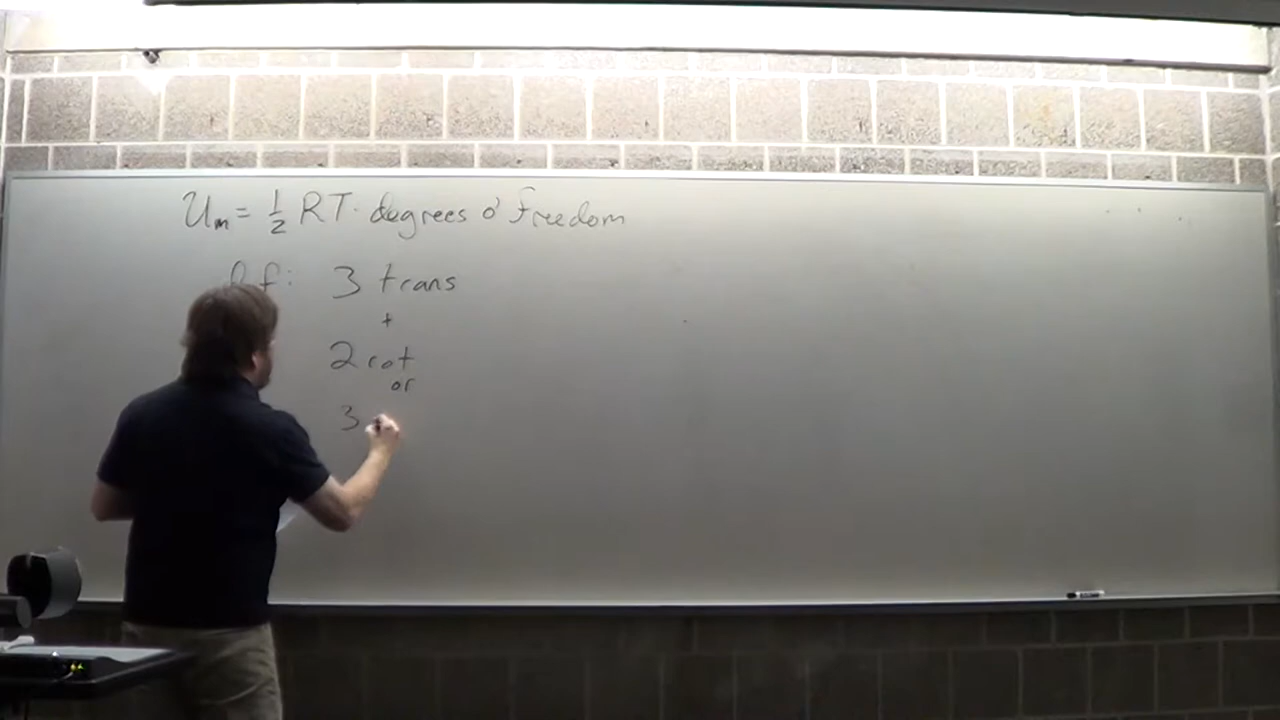 Um = 1/2 RT · degrees o' freedom
3 trans
+
2 rot
or
3